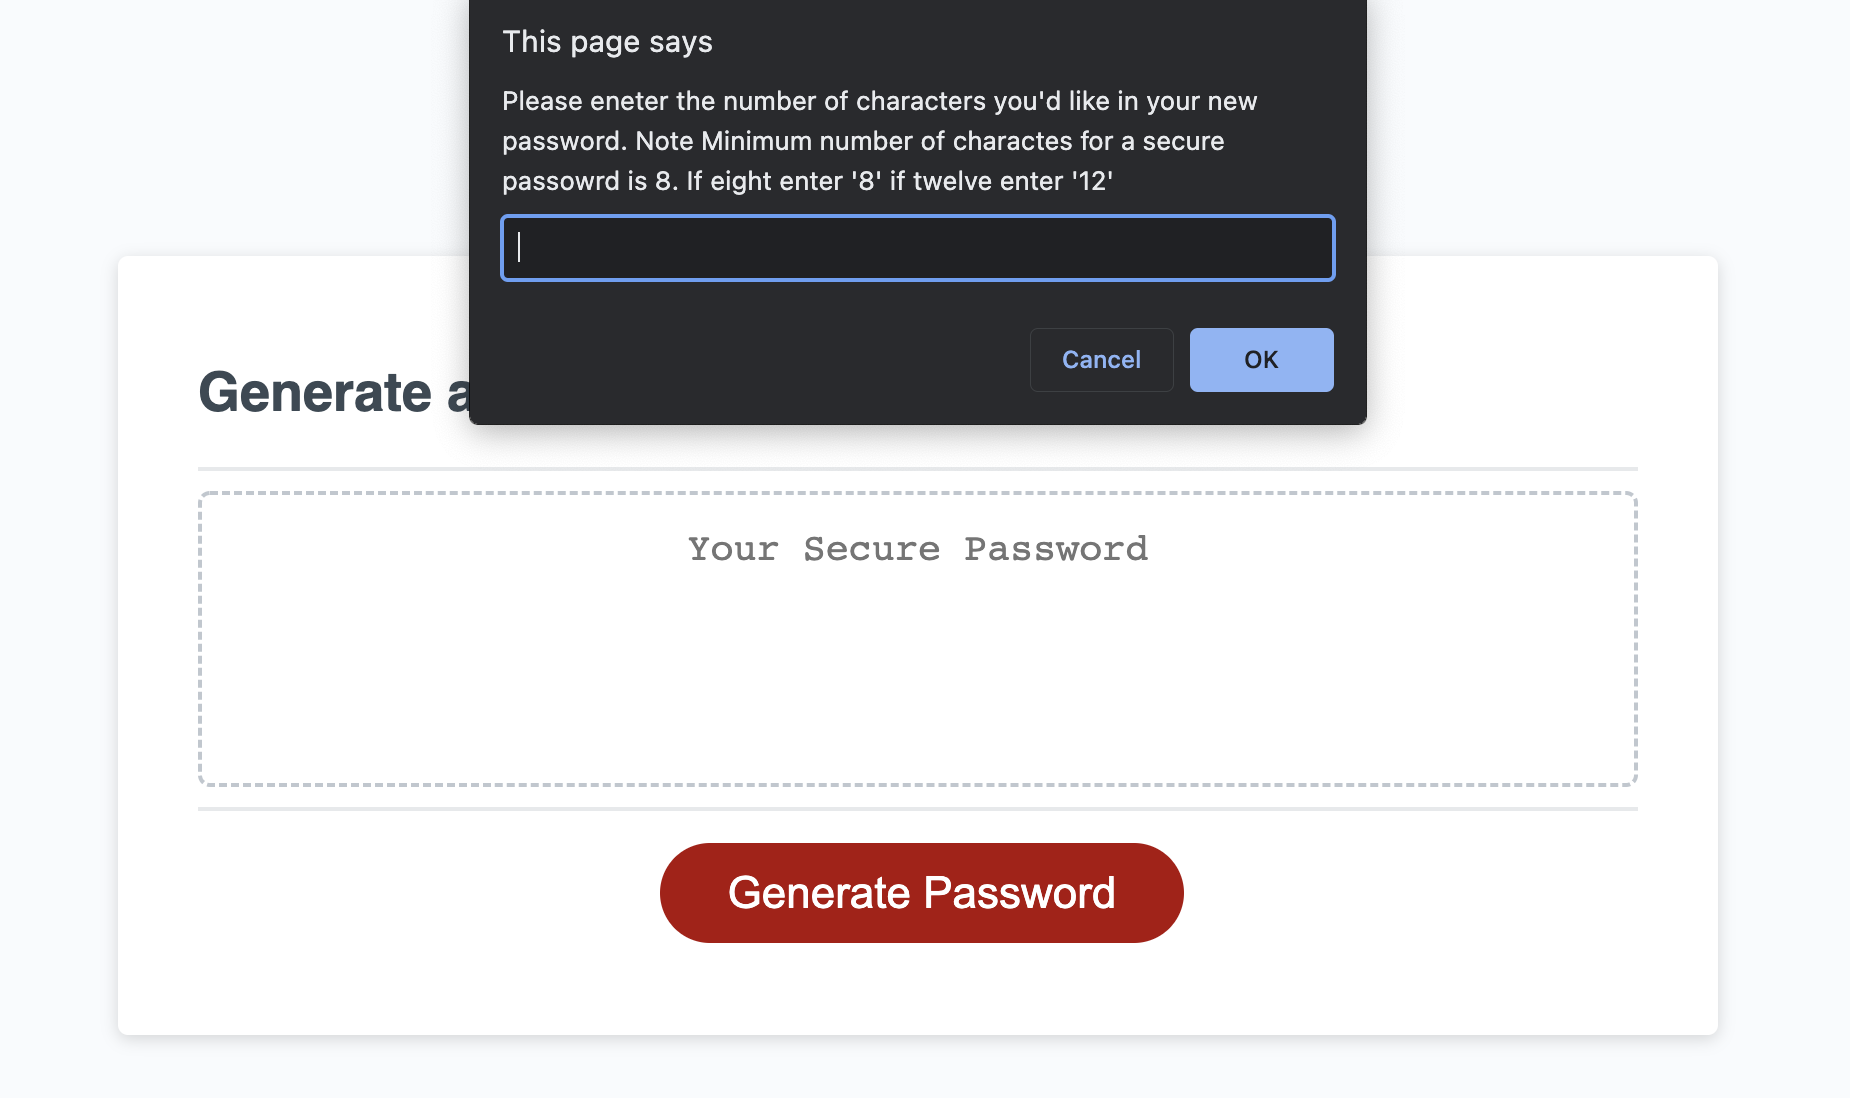 This page says
Please eneter the number of characters you'd like in your new
password. Note Minimum number of charactes for a secure
passowrd is 8. If eight enter '8' if twelve enter '12'
Cancel
OK
Generate a
Your Secure Password
Generate Password